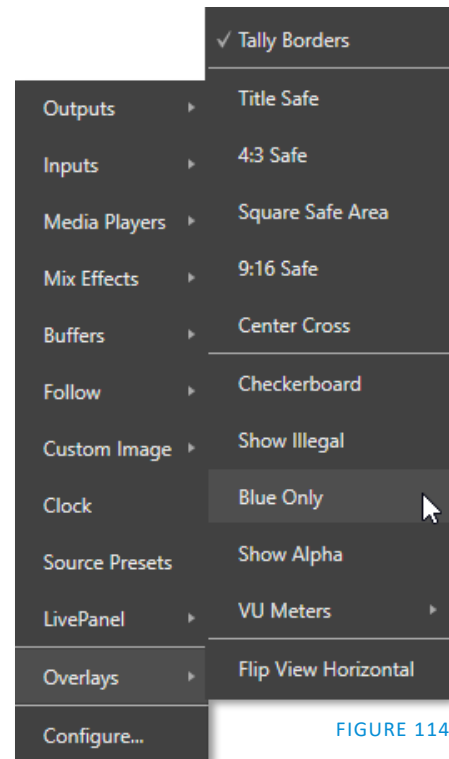 Outputs
Inputs
Media Players
Mix Effects
Buffers
Follow
Custom Image
Clock
Source Presets
LivePanel
Overlays
Configure...
✓ Tally Borders
Title Safe
4:3 Safe
Square Safe Area
9:16 Safe
Center Cross
Checkerboard
Show Illegal
Blue Only
Show Alpha
VU Meters
Flip View Horizontal
FIGURE 114